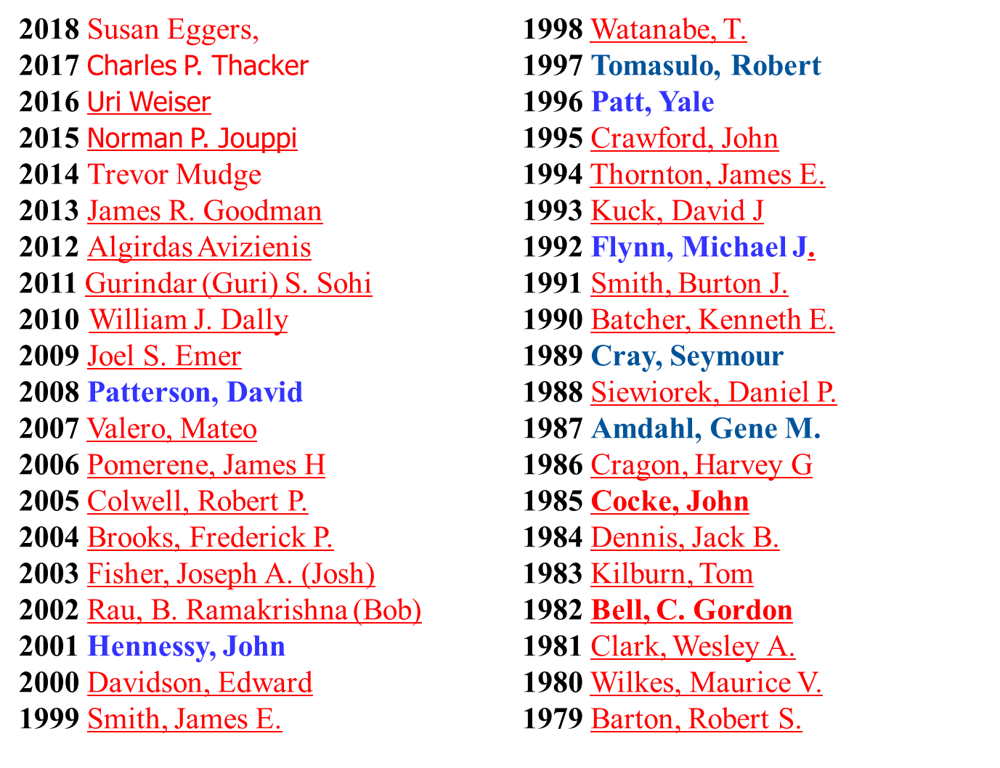 2018 Susan Eggers,
2017 Charles P. Thacker
2016 Uri Weiser
2015 Norman P. Jouppi
2014 Trevor Mudge
2013 James R. Goodman
2012 Algirdas Avizienis
2011 Gurindar (Guri) S. Sohi
2010 William J. Dally
2009 Joel S. Emer
2008 Patterson, David
2007 Valero, Mateo
2006 Pomerene, James H
2005 Colwell, Robert P.
2004 Brooks, Frederick P.
2003 Fisher, Joseph A. (Josh)
2002 Rau, B. Ramakrishna (Bob)
2001 Hennessy, John
2000 Davidson, Edward
1999 Smith, James E.
1998 Watanabe, T.
1997 Tomasulo, Robert
1996 Patt, Yale
1995 Crawford, John
1994 Thornton, James E.
1993 Kuck, David J
1992 Flynn, Michael J.
1991 Smith, Burton J.
1990 Batcher, Kenneth E.
1989 Cray, Seymour
1988 Siewiorek, Daniel P.
1987 Amdahl, Gene M.
1986 Cragon, Harvey G
1985 Cocke, John
1984 Dennis, Jack B.
1983 Kilburn, Tom
1982 Bell, C. Gordon
1981 Clark, Wesley A.
1980 Wilkes, Maurice V.
1979 Barton, Robert S.